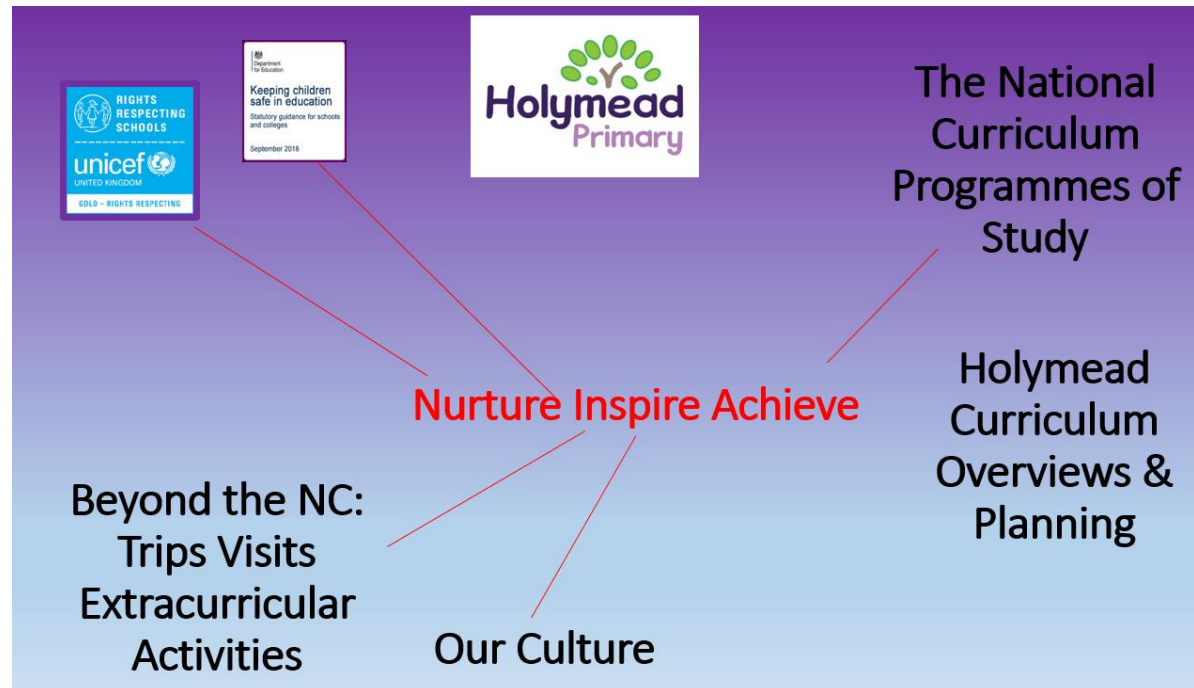 RIGHTS
RESPECTING
SCHOOLS
unicef
UNITED KINGDOM
GOLD – RIGHTS RESPECTING
Department
for Education
Keeping children
safe in education
Statutory guidance for schools
and colleges
September 2018
Holymead
Primary
The National
Curriculum
Programmes of
Study
Nurture Inspire Achieve
Holymead
Curriculum
Overviews &
Planning
Beyond the NC:
Trips Visits
Extracurricular
Activities
Our Culture